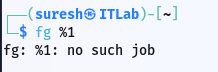 ┌──(suresh㉿ITLab)-[~]
└─$ fg %1
fg: %1: no such job